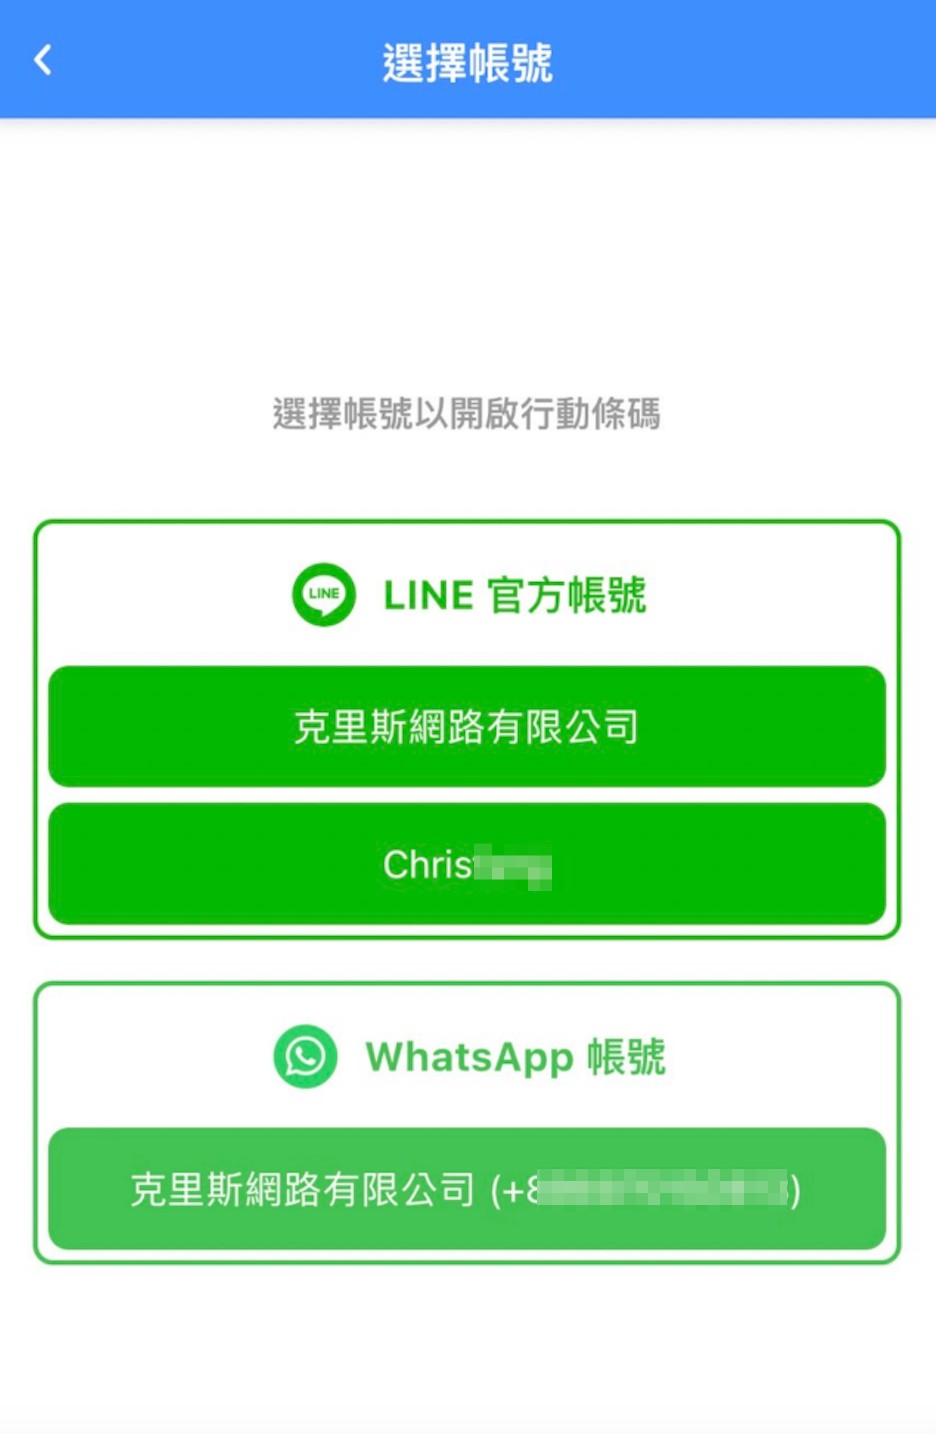 選擇帳號
選擇帳號以開啟行動條碼
LINE LINE 官方帳號
克里斯網路有限公司
Chris
WhatsApp 帳號
克里斯網路有限公司 (+8